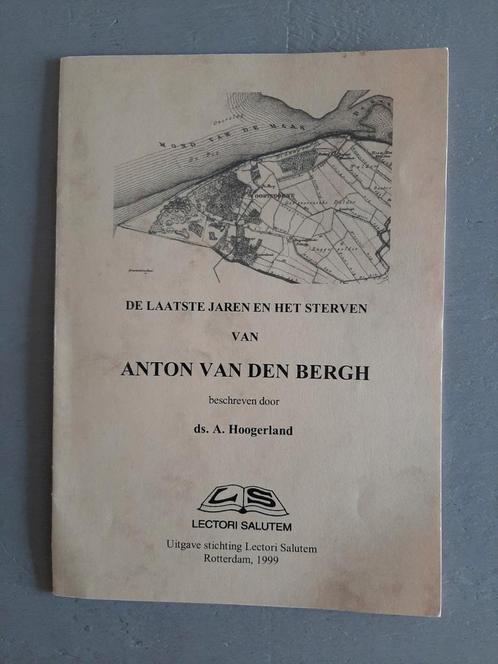 MOND VAN DE MAAS
OOSTVOORNE
DE LAATSTE JAREN EN HET STERVEN
VAN
ANTON VAN DEN BERGH
beschreven door
ds. A. Hoogerland
LS
LECTORI SALUTEM
Uitgave stichting Lectori Salutem
Rotterdam, 1999